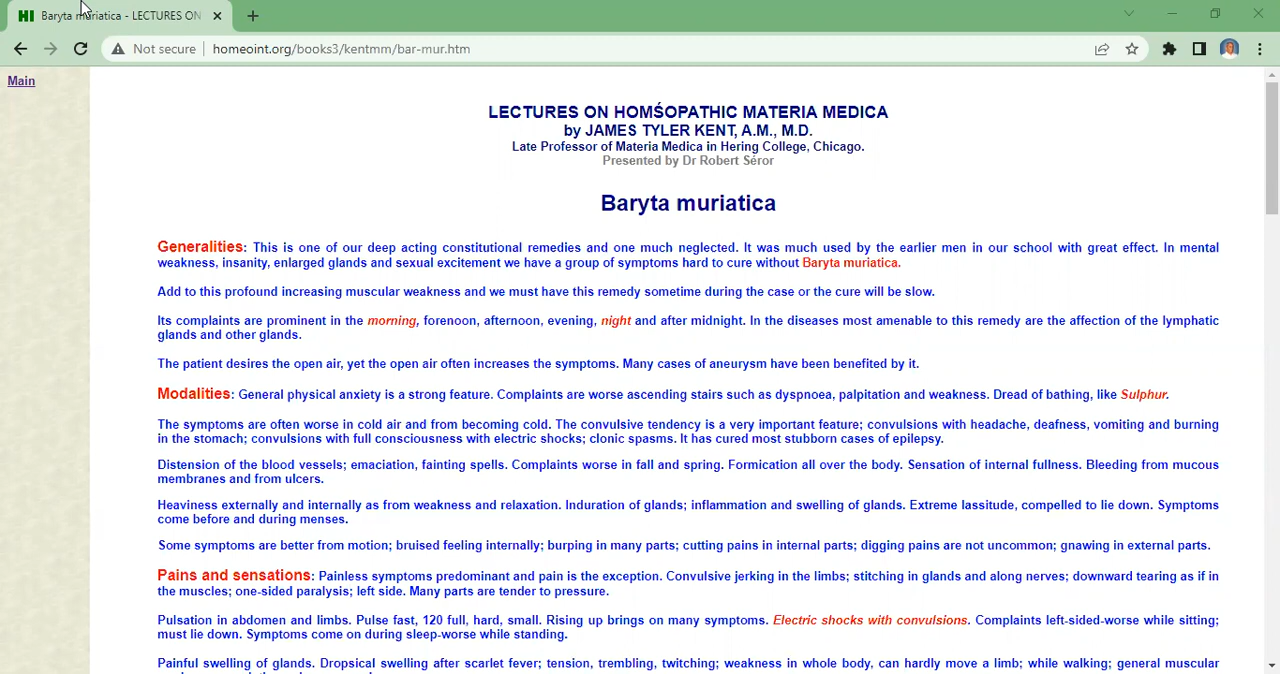 Baryta muriatica - LECTURES ON
Not secure
homeoint.org/books3/kentmm/bar-mur.htm
Main
LECTURES ON HOMŚOPATHIC MATERIA MEDICA
by JAMES TYLER KENT, A.M., M.D.
Late Professor of Materia Medica in Hering College, Chicago.
Presented by Dr Robert Séror
Baryta muriatica
Generalities: This is one of our deep acting constitutional remedies and one much neglected. It was much used by the earlier men in our school with great effect. In mental
weakness, insanity, enlarged glands and sexual excitement we have a group of symptoms hard to cure without Baryta muriatica.
Add to this profound increasing muscular weakness and we must have this remedy sometime during the case or the cure will be slow.
Its complaints are prominent in the morning, forenoon, afternoon, evening, night and after midnight. In the diseases most amenable to this remedy are the affection of the lymphatic
glands and other glands.
The patient desires the open air, yet the open air often increases the symptoms. Many cases of aneurysm have been benefited by it.
Modalities: General physical anxiety is a strong feature. Complaints are worse ascending stairs such as dyspnoea, palpitation and weakness. Dread of bathing, like Sulphur.
The symptoms are often worse in cold air and from becoming cold. The convulsive tendency is a very important feature; convulsions with headache, deafness, vomiting and burning
in the stomach; convulsions with full consciousness with electric shocks; clonic spasms. It has cured most stubborn cases of epilepsy.
Distension of the blood vessels; emaciation, fainting spells. Complaints worse in fall and spring. Formication all over the body. Sensation of internal fullness. Bleeding from mucous
membranes and from ulcers.
Heaviness externally and internally as from weakness and relaxation. Induration of glands; inflammation and swelling of glands. Extreme lassitude, compelled to lie down. Symptoms
come before and during menses.
Some symptoms are better from motion; bruised feeling internally; burping in many parts; cutting pains in internal parts; digging pains are not uncommon; gnawing in external parts.
Pains and sensations: Painless symptoms predominant and pain is the exception. Convulsive jerking in the limbs; stitching in glands and along nerves; downward tearing as if in
the muscles; one-sided paralysis; left side. Many parts are tender to pressure.
Pulsation in abdomen and limbs. Pulse fast, 120 full, hard, small. Rising up brings on many symptoms. Electric shocks with convulsions. Complaints left-sided-worse while sitting;
must lie down. Symptoms come on during sleep-worse while standing.
Painful swelling of glands. Dropsical swelling after scarlet fever; tension, trembling, twitching; weakness in whole body, can hardly move a limb; while walking; general muscular